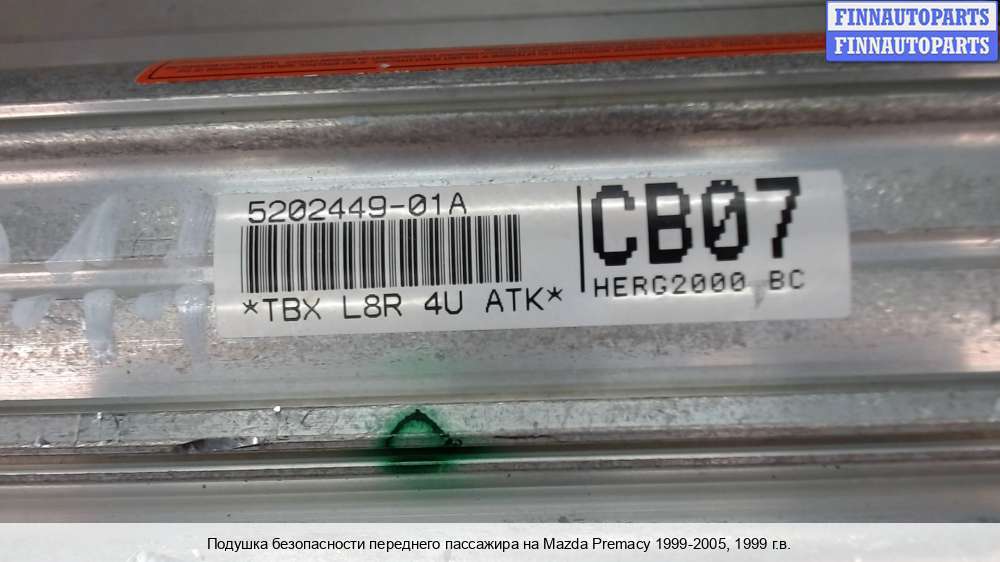 FINNAUTOPARTS
FINNAUTOPARTS
5202449-01A
CB07
*TBX L8R 4U ATK*
HERG2000 BC
Подушка безопасности переднего пассажира на Mazda Premacy 1999-2005, 1999 г.в.